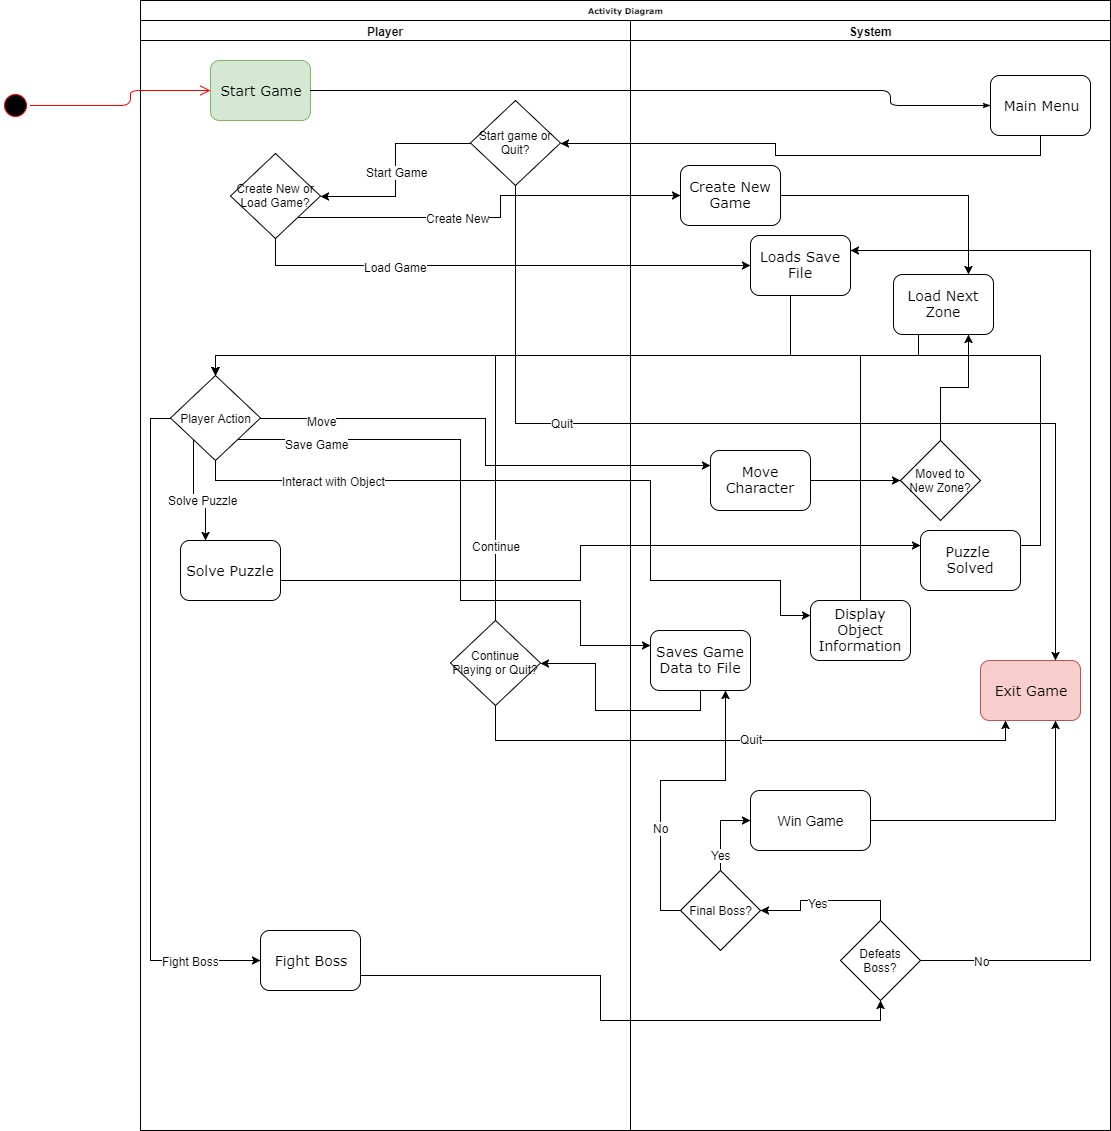 Activity Diagram
Player
System
Start Game
Main Menu
Start game or
Quit?
Start Game
Create New or
Load Game?
Create New
Create New
Game
Load Game
Loads Save
File
Load Next
Zone
Player Action
Move
Quit
Save Game
Interact with Object
Solve Puzzle
Move
Character
Moved to
New Zone?
Continue
Solve Puzzle
Puzzle
Solved
Display
Object
Information
Continue
Playing or Quit?
Saves Game
Data to File
Exit Game
Quit
Win Game
No
Yes
Final Boss?
Yes
Defeats
Boss?
No
Fight Boss
Fight Boss